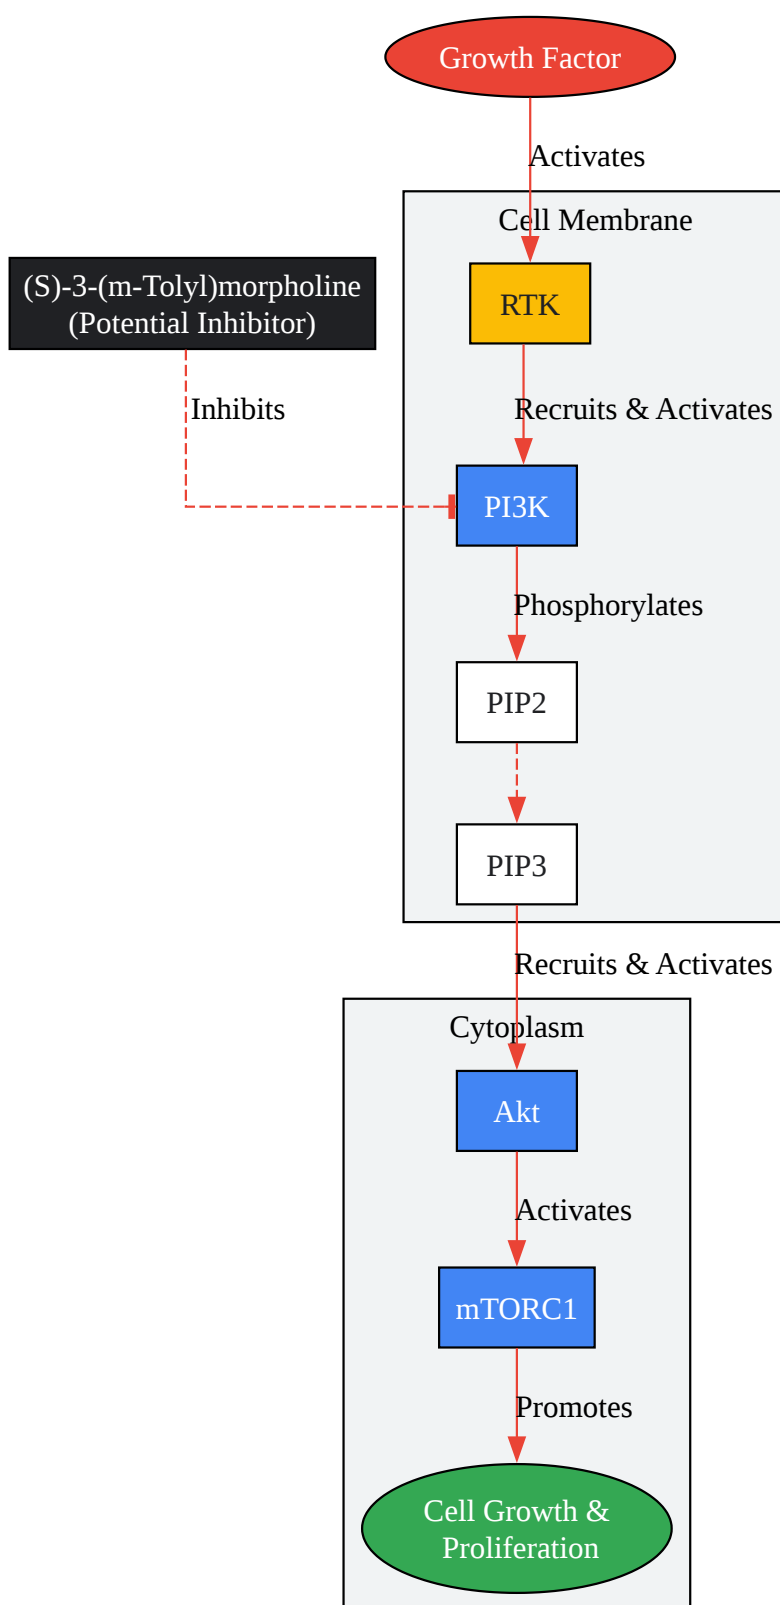 Growth Factor
Activates
Cell Membrane
(S)-3-(m-Tolyl)morpholine
(Potential Inhibitor)
RTK
Inhibits
Recruits & Activates
PI3K
Phosphorylates
PIP2
PIP3
Recruits & Activates
Cytoplasm
Akt
Activates
mTORC1
Promotes
Cell Growth &
Proliferation